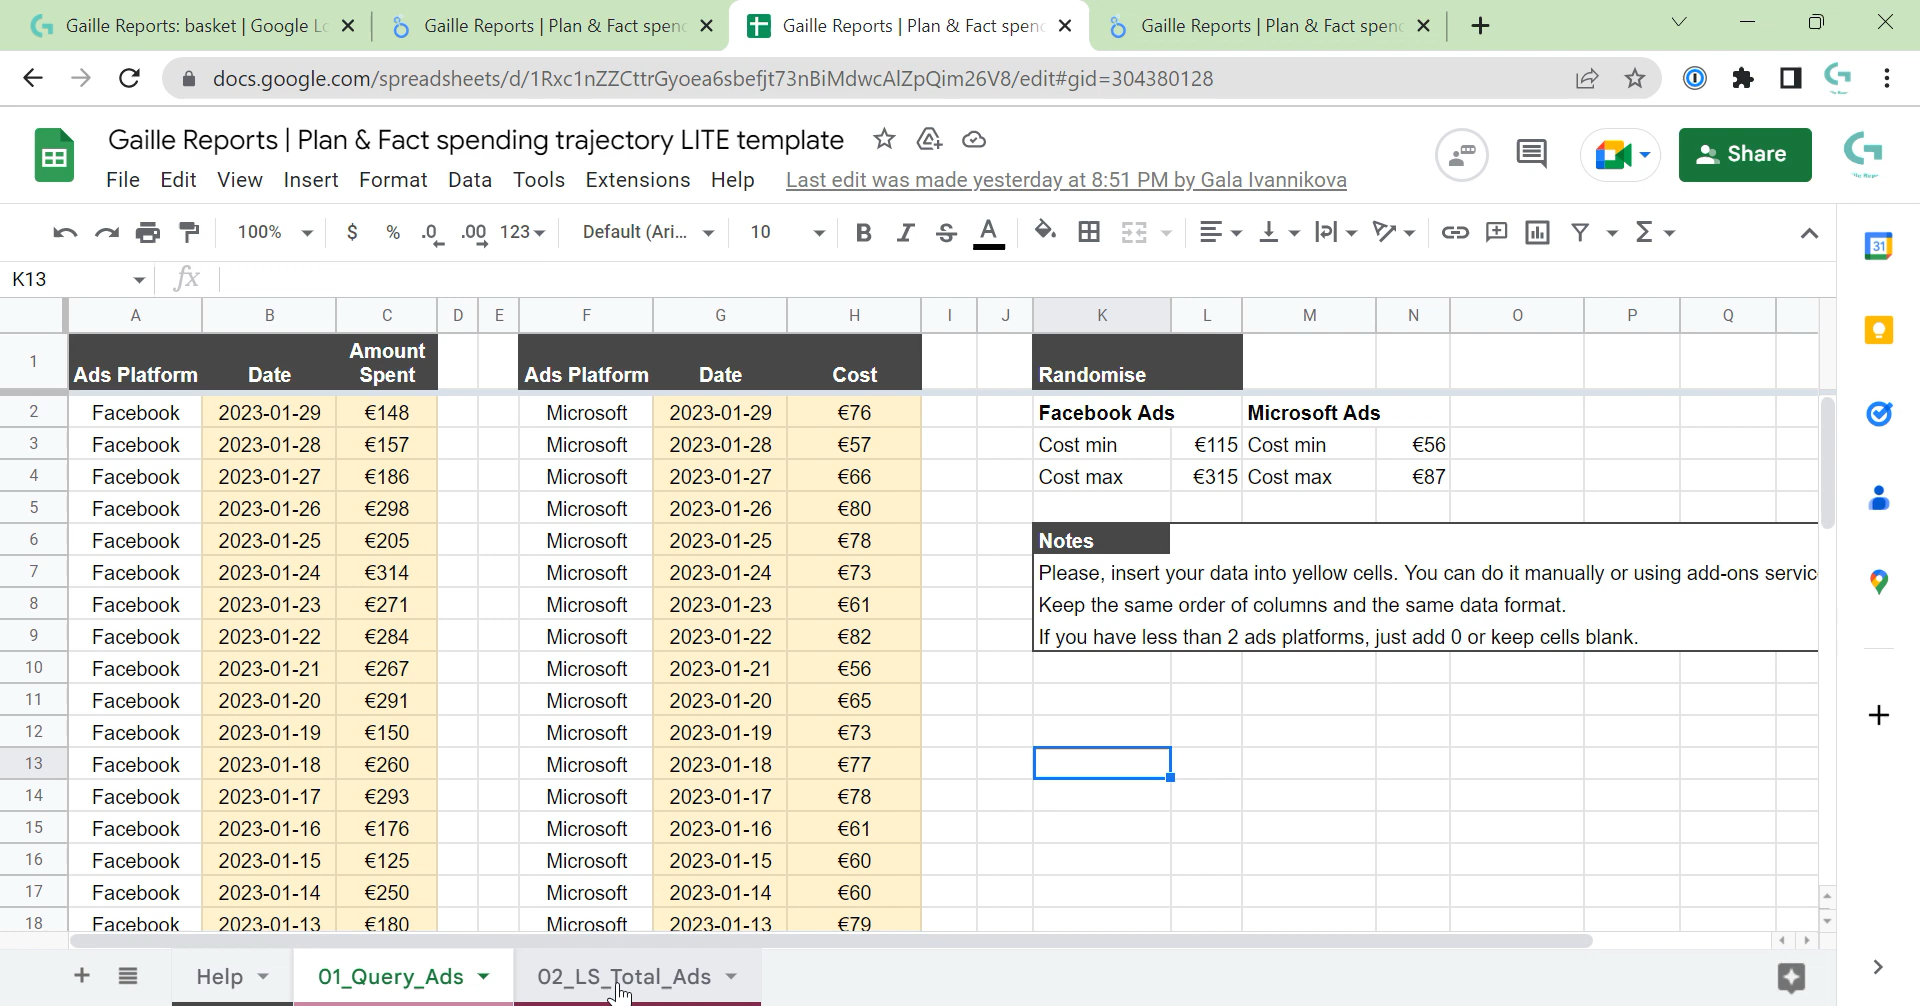 Gaille Reports: basket | Google Lo
Gaille Reports | Plan & Fact spend
Gaille Reports | Plan & Fact spend
Gaille Reports | Plan & Fact spend
docs.google.com/spreadsheets/d/1Rxc1nZZCttrGyoea6sbefjt73nBiMdwcAIZpQim26V8/edit#gid=304380128
Gaille Reports | Plan & Fact spending trajectory LITE template
Share
File Edit View Insert Format Data Tools Extensions Help Last edit was made yesterday at 8:51 PM by Gala Ivannikova
100% $ % .0 .00 123 Default (Ari... 10 B I S A Σ
31
K13 fx
A B C D E F G H I J K L M N O P Q
1 Ads Platform Date Amount Spent Ads Platform Date Cost Randomise
2 Facebook 2023-01-29 €148 Microsoft 2023-01-29 €76 Facebook Ads Microsoft Ads
3 Facebook 2023-01-28 €157 Microsoft 2023-01-28 €57 Cost min €115 Cost min €56
4 Facebook 2023-01-27 €186 Microsoft 2023-01-27 €66 Cost max €315 Cost max €87
5 Facebook 2023-01-26 €298 Microsoft 2023-01-26 €80
6 Facebook 2023-01-25 €205 Microsoft 2023-01-25 €78 Notes
7 Facebook 2023-01-24 €314 Microsoft 2023-01-24 €73 Please, insert your data into yellow cells. You can do it manually or using add-ons servic
8 Facebook 2023-01-23 €271 Microsoft 2023-01-23 €61 Keep the same order of columns and the same data format.
9 Facebook 2023-01-22 €284 Microsoft 2023-01-22 €82 If you have less than 2 ads platforms, just add 0 or keep cells blank.
10 Facebook 2023-01-21 €267 Microsoft 2023-01-21 €56
11 Facebook 2023-01-20 €291 Microsoft 2023-01-20 €65
12 Facebook 2023-01-19 €150 Microsoft 2023-01-19 €73
13 Facebook 2023-01-18 €260 Microsoft 2023-01-18 €77
14 Facebook 2023-01-17 €293 Microsoft 2023-01-17 €78
15 Facebook 2023-01-16 €176 Microsoft 2023-01-16 €61
16 Facebook 2023-01-15 €125 Microsoft 2023-01-15 €60
17 Facebook 2023-01-14 €250 Microsoft 2023-01-14 €60
18 Facebook 2023-01-13 €180 Microsoft 2023-01-13 €79
Help 01_Query_Ads 02_LS_Total_Ads